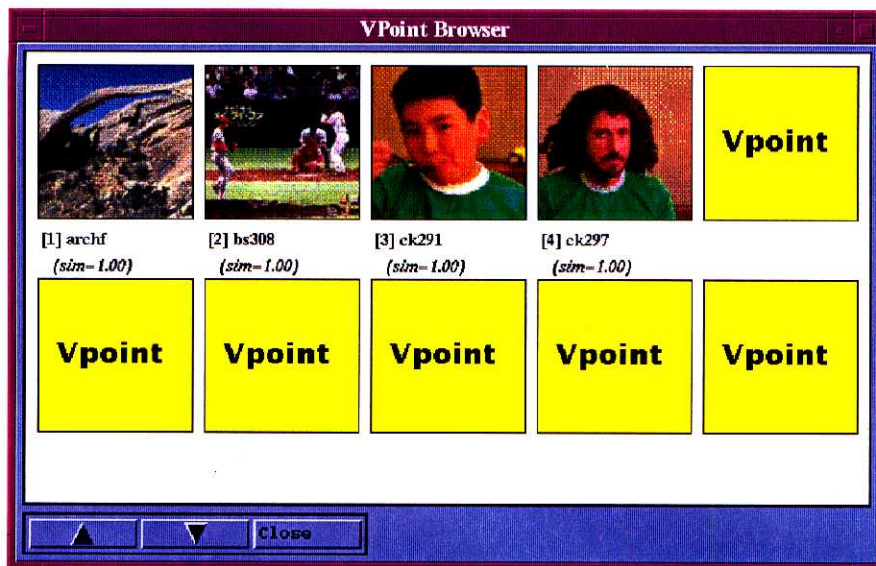 VPoint Browser
Vpoint
[1] archf [2] bs308 [3] ck291 [4] ck297
(sim=1.00) (sim=1.00) (sim=1.00) (sim=1.00)
Vpoint Vpoint Vpoint Vpoint Vpoint
Close